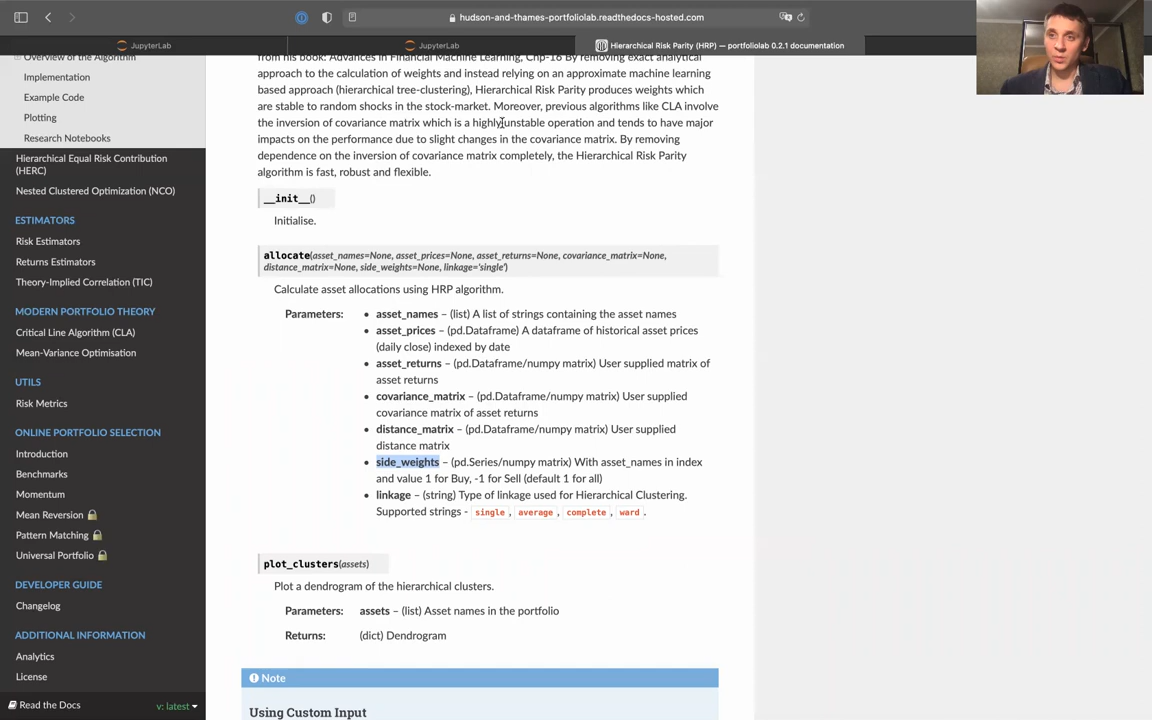 hudson-and-thames-portfoliolab.readthedocs-hosted.com
JupyterLab
JupyterLab
Hierarchical Risk Parity (HRP) — portfoliolab 0.2.1 documentation
Overview of the Algorithm
Implementation
Example Code
Plotting
Research Notebooks
Hierarchical Equal Risk Contribution
(HERC)
Nested Clustered Optimization (NCO)
ESTIMATORS
Risk Estimators
Returns Estimators
Theory-Implied Correlation (TIC)
MODERN PORTFOLIO THEORY
Critical Line Algorithm (CLA)
Mean-Variance Optimisation
UTILS
Risk Metrics
ONLINE PORTFOLIO SELECTION
Introduction
Benchmarks
Momentum
Mean Reversion
Pattern Matching
Universal Portfolio
DEVELOPER GUIDE
Changelog
ADDITIONAL INFORMATION
Analytics
License
Read the Docs
v: latest
from his book: Advances in Financial Machine Learning, Chp-16 By removing exact analytical
approach to the calculation of weights and instead relying on an approximate machine learning
based approach (hierarchical tree-clustering), Hierarchical Risk Parity produces weights which
are stable to random shocks in the stock-market. Moreover, previous algorithms like CLA involve
the inversion of covariance matrix which is a highly unstable operation and tends to have major
impacts on the performance due to slight changes in the covariance matrix. By removing
dependence on the inversion of covariance matrix completely, the Hierarchical Risk Parity
algorithm is fast, robust and flexible.
__init__()
Initialise.
allocate(asset_names=None, asset_prices=None, asset_returns=None, covariance_matrix=None,
distance_matrix=None, side_weights=None, linkage='single')
Calculate asset allocations using HRP algorithm.
Parameters:
• asset_names – (list) A list of strings containing the asset names
• asset_prices – (pd.Dataframe) A dataframe of historical asset prices
(daily close) indexed by date
• asset_returns – (pd.Dataframe/numpy matrix) User supplied matrix of
asset returns
• covariance_matrix – (pd.Dataframe/numpy matrix) User supplied
covariance matrix of asset returns
• distance_matrix – (pd.Dataframe/numpy matrix) User supplied
distance matrix
• side_weights – (pd.Series/numpy matrix) With asset_names in index
and value 1 for Buy, -1 for Sell (default 1 for all)
• linkage – (string) Type of linkage used for Hierarchical Clustering.
Supported strings - single, average, complete, ward.
plot_clusters(assets)
Plot a dendrogram of the hierarchical clusters.
Parameters: assets – (list) Asset names in the portfolio
Returns: (dict) Dendrogram
Note
Using Custom Input